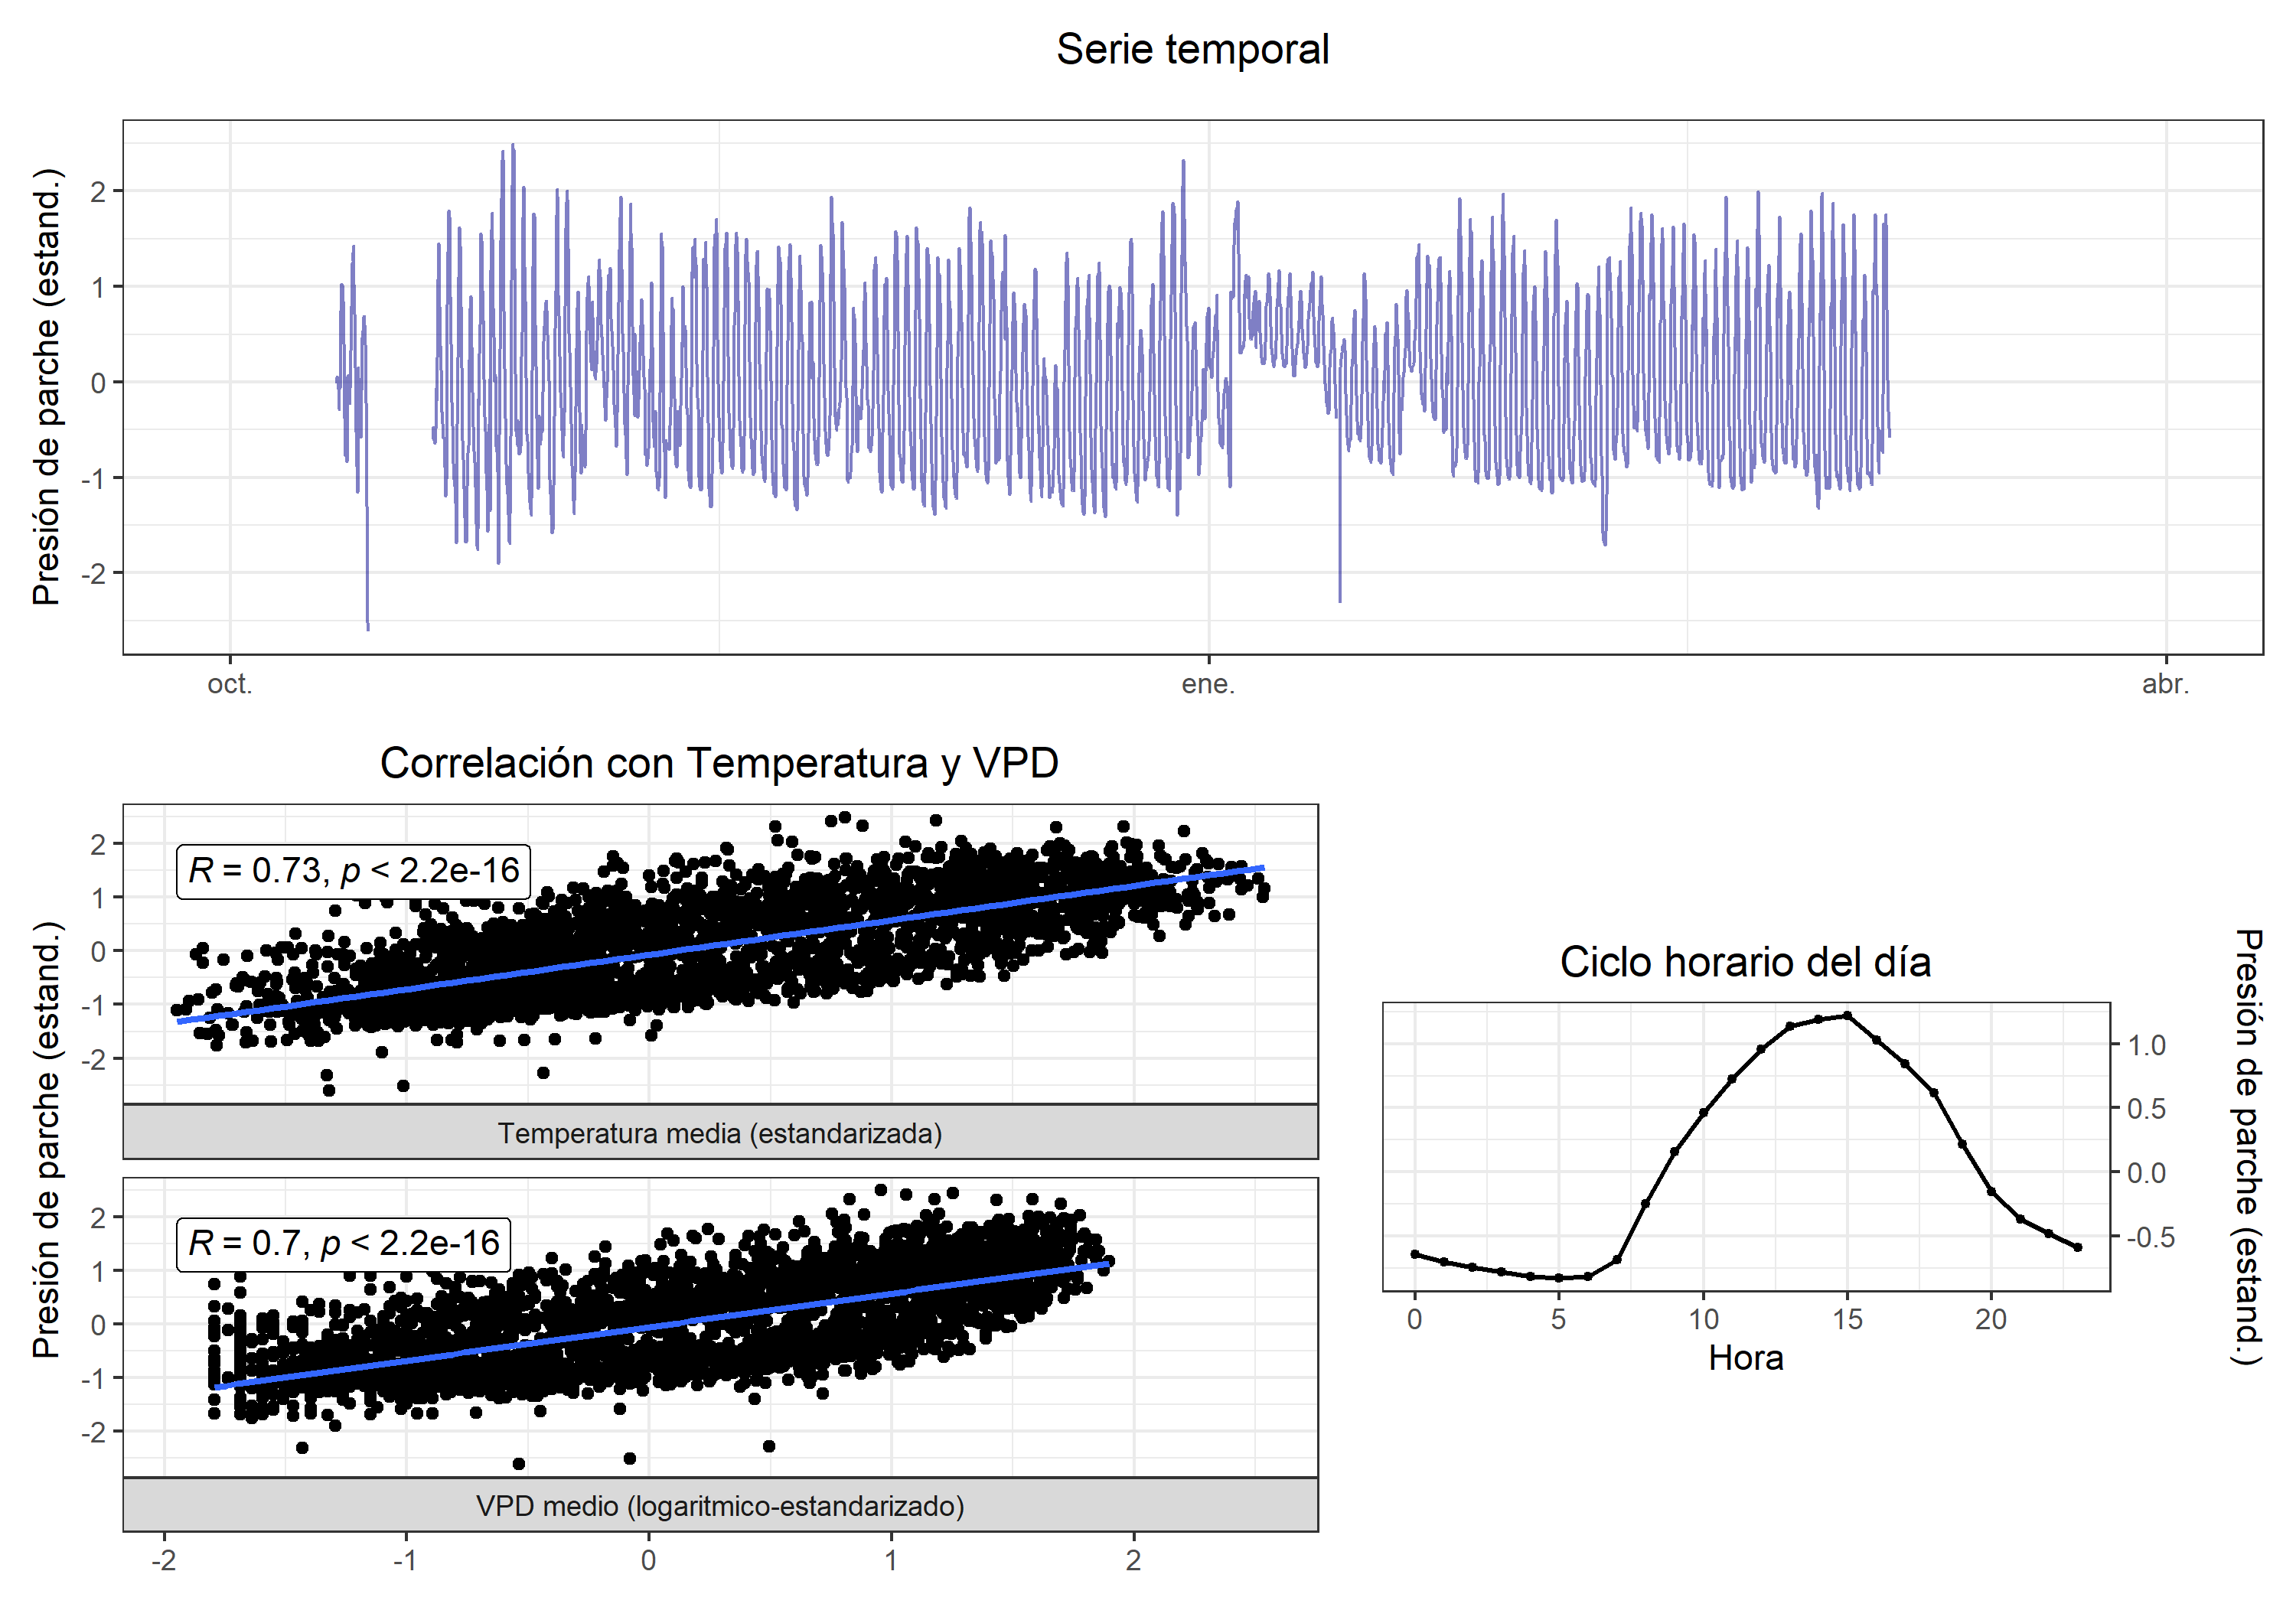 Serie temporal
Presión de parche (estand.)
2
1
0
-1
-2
oct.
ene.
abr.
Correlación con Temperatura y VPD
Presión de parche (estand.)
2
1
0
-1
-2
R = 0.73, p < 2.2e-16
Temperatura media (estandarizada)
2
1
0
-1
-2
R = 0.7, p < 2.2e-16
VPD medio (logaritmico-estandarizado)
-2
-1
0
1
2
Ciclo horario del día
1.0
0.5
0.0
-0.5
Presión de parche (estand.)
0
5
10
15
20
Hora